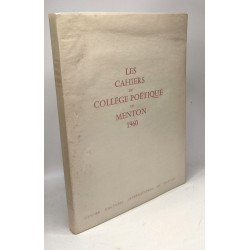 LES
CAHIERS
DU
COLLÈGE POÉTIQUE
DE
MENTON
1960